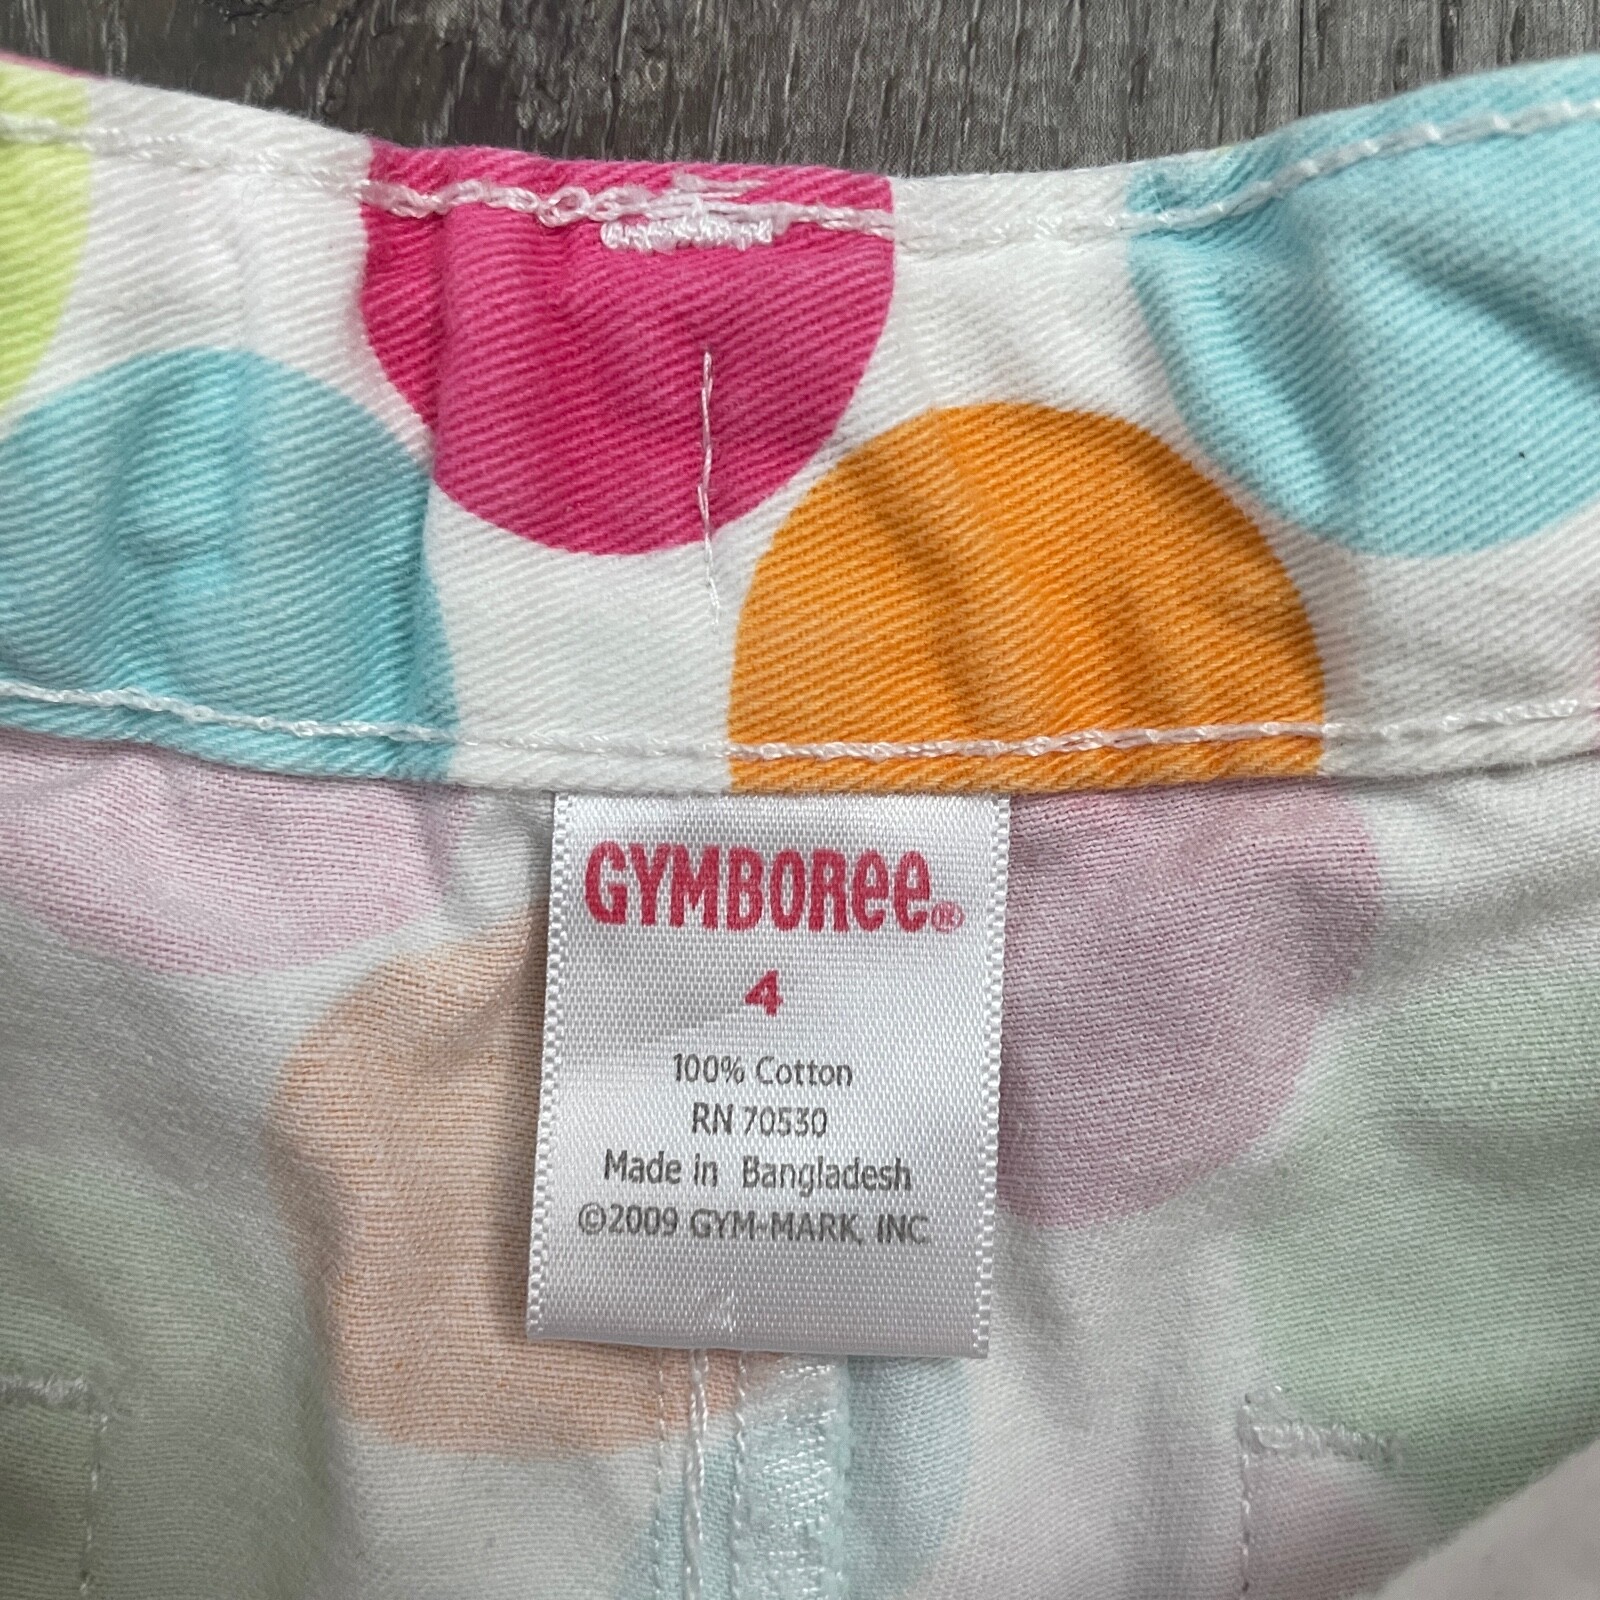 GYMBOREE®
4
100% Cotton
RN 70530
Made in Bangladesh
©2009 GYM-MARK, INC